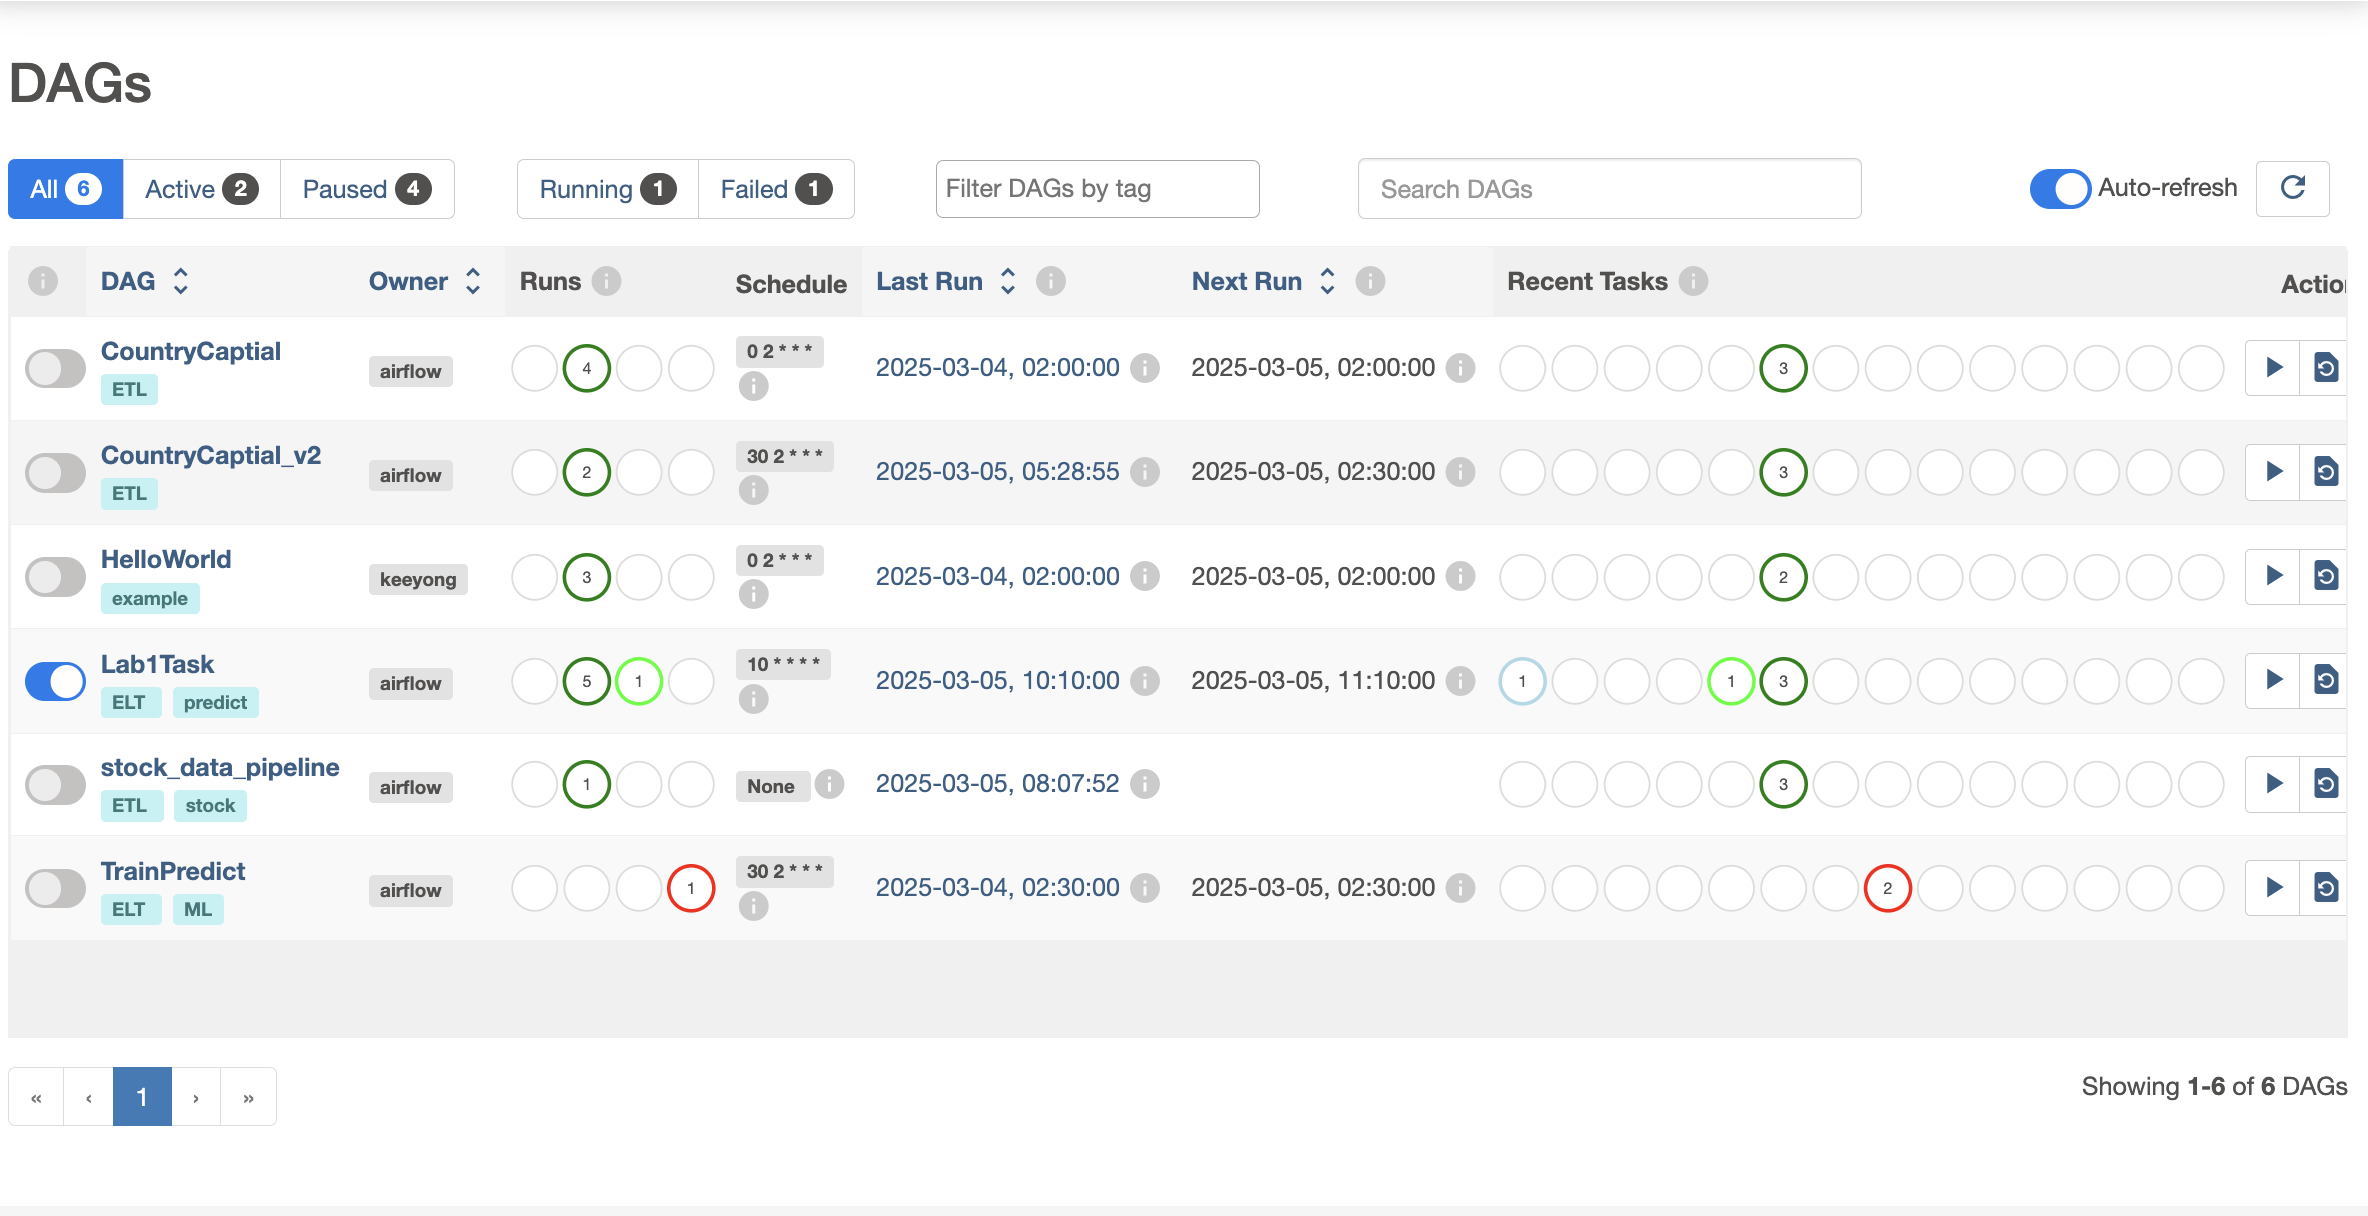 DAGs
All 6 Active 2 Paused 4 Running 1 Failed 1 Filter DAGs by tag Search DAGs Auto-refresh
DAG Owner Runs Schedule Last Run Next Run Recent Tasks Actio
CountryCaptial airflow 4 0 2 * * * 2025-03-04, 02:00:00 2025-03-05, 02:00:00 3
ETL
CountryCaptial_v2 airflow 2 30 2 * * * 2025-03-05, 05:28:55 2025-03-05, 02:30:00 3
ETL
HelloWorld keeyong 3 0 2 * * * 2025-03-04, 02:00:00 2025-03-05, 02:00:00 2
example
Lab1Task airflow 5 1 10 * * * * 2025-03-05, 10:10:00 2025-03-05, 11:10:00 1 1 3
ELT predict
stock_data_pipeline airflow 1 None 2025-03-05, 08:07:52 3
ETL stock
TrainPredict airflow 1 30 2 * * * 2025-03-04, 02:30:00 2025-03-05, 02:30:00 2
ELT ML
« ‹ 1 › »
Showing 1-6 of 6 DAGs